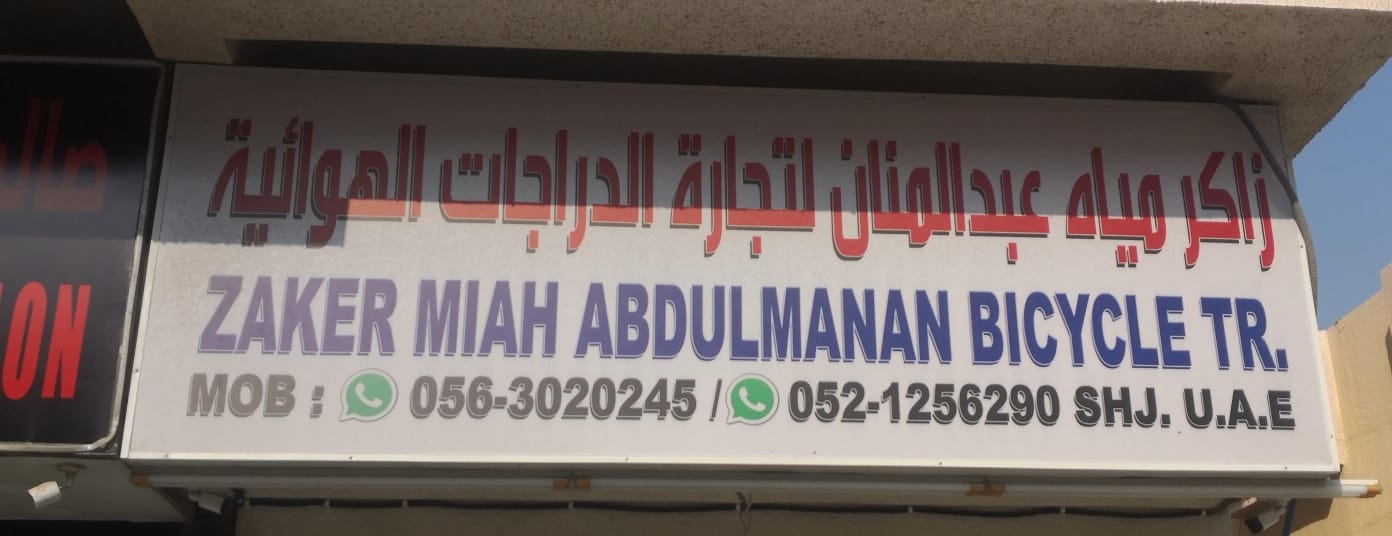 زاكر مياه عبدالمنان لتجارة الدراجات الهوائية
ZAKER MIAH ABDULMANAN BICYCLE TR.
MOB : 056-3020245 / 052-1256290 SHJ. U.A.E